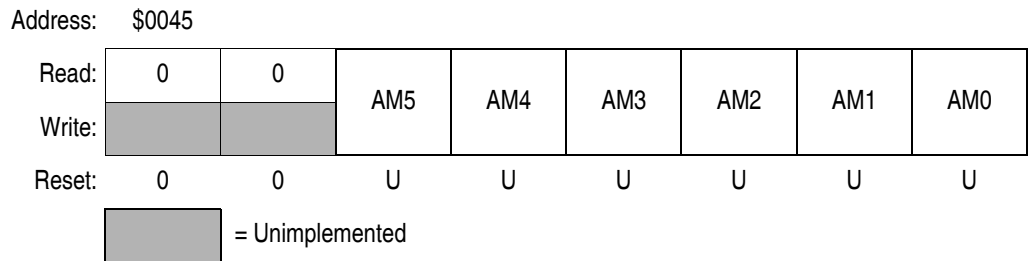 Address: $0045
Read: 0 0 AM5 AM4 AM3 AM2 AM1 AM0
Write:
Reset: 0 0 U U U U U U
= Unimplemented